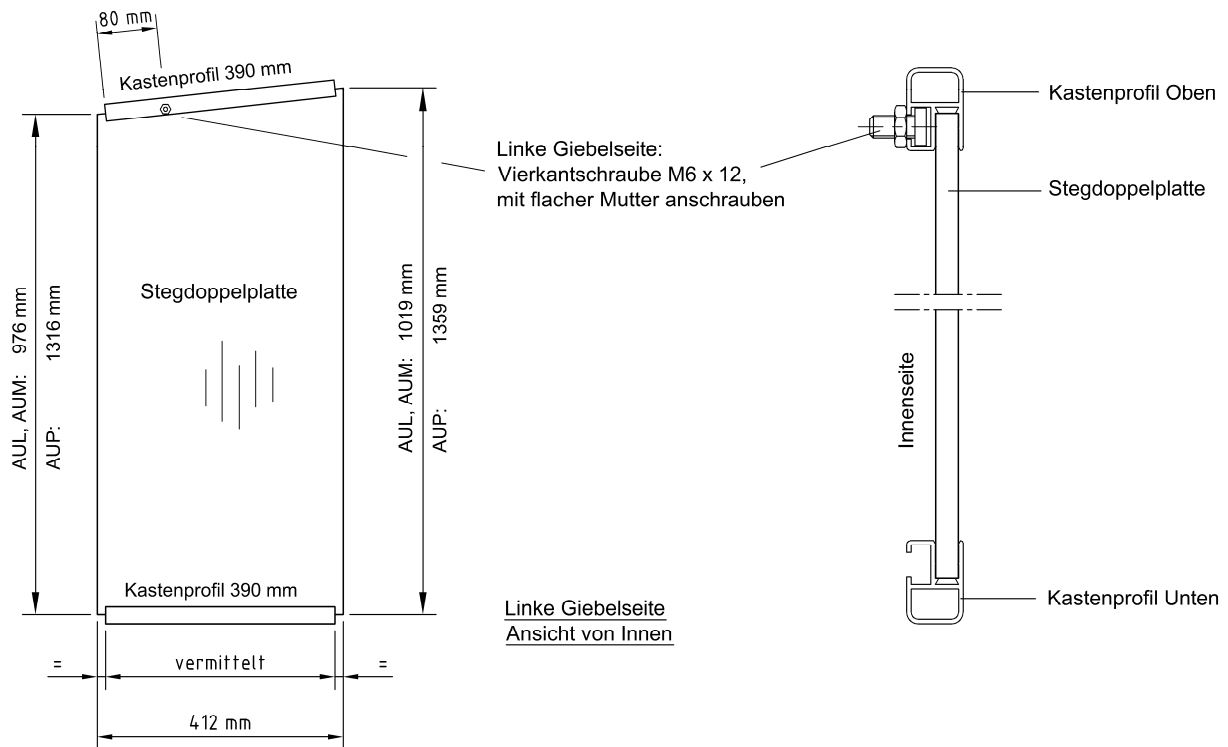 80 mm
Kastenprofil 390 mm
Kastenprofil Oben
Linke Giebelseite:
Vierkantschraube M6 x 12,
mit flacher Mutter anschrauben
Stegdoppelplatte
Stegdoppelplatte
AUL, AUM: 976 mm
AUP: 1316 mm
AUL, AUM: 1019 mm
AUP: 1359 mm
Innenseite
Kastenprofil 390 mm
Linke Giebelseite
Ansicht von Innen
Kastenprofil Unten
= vermittelt =
412 mm